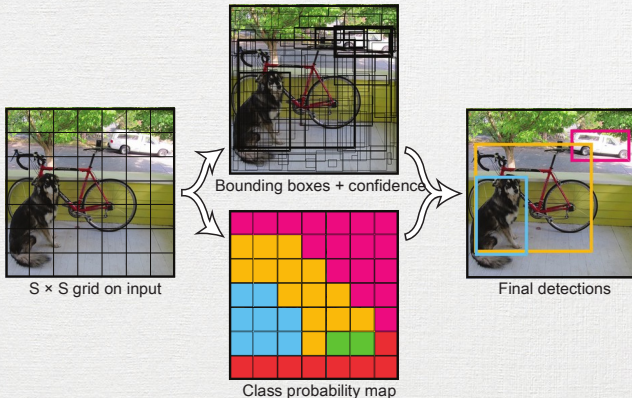 Bounding boxes + confidence
S × S grid on input
Final detections
Class probability map